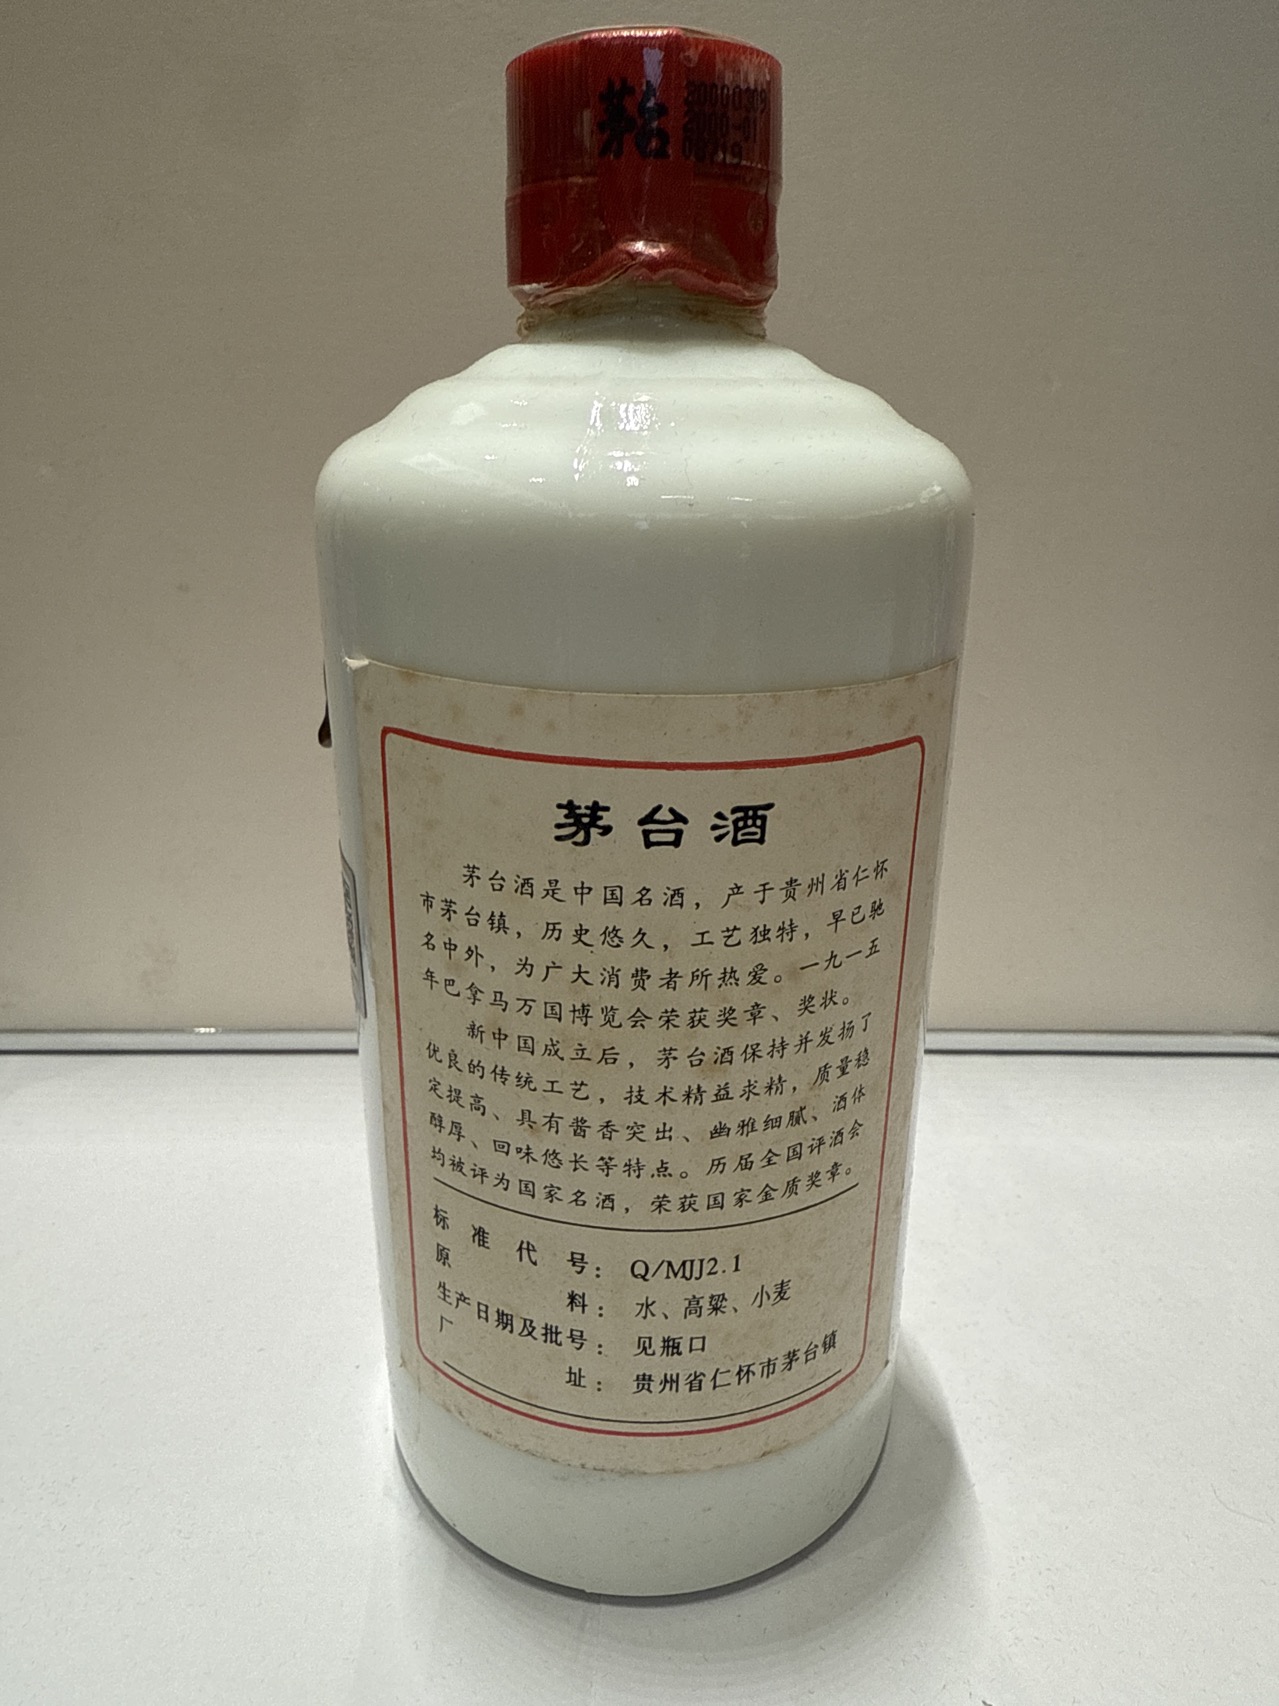 茅台
2000-01
茅台酒
茅台酒是中国名酒，产于贵州省仁怀
市茅台镇，历史悠久，工艺独特，早已驰
名中外，为广大消费者所热爱。一九一五
年巴拿马万国博览会荣获奖章、奖状。
新中国成立后，茅台酒保持并发扬了
优良的传统工艺，技术精益求精，质量稳
定提高、具有酱香突出、幽雅细腻、酒体
醇厚、回味悠长等特点。历届全国评酒会
均被评为国家名酒，荣获国家金质奖章。
标准代号：Q/MJJ2.1
原料：水、高粱、小麦
生产日期及批号：见瓶口
厂址：贵州省仁怀市茅台镇